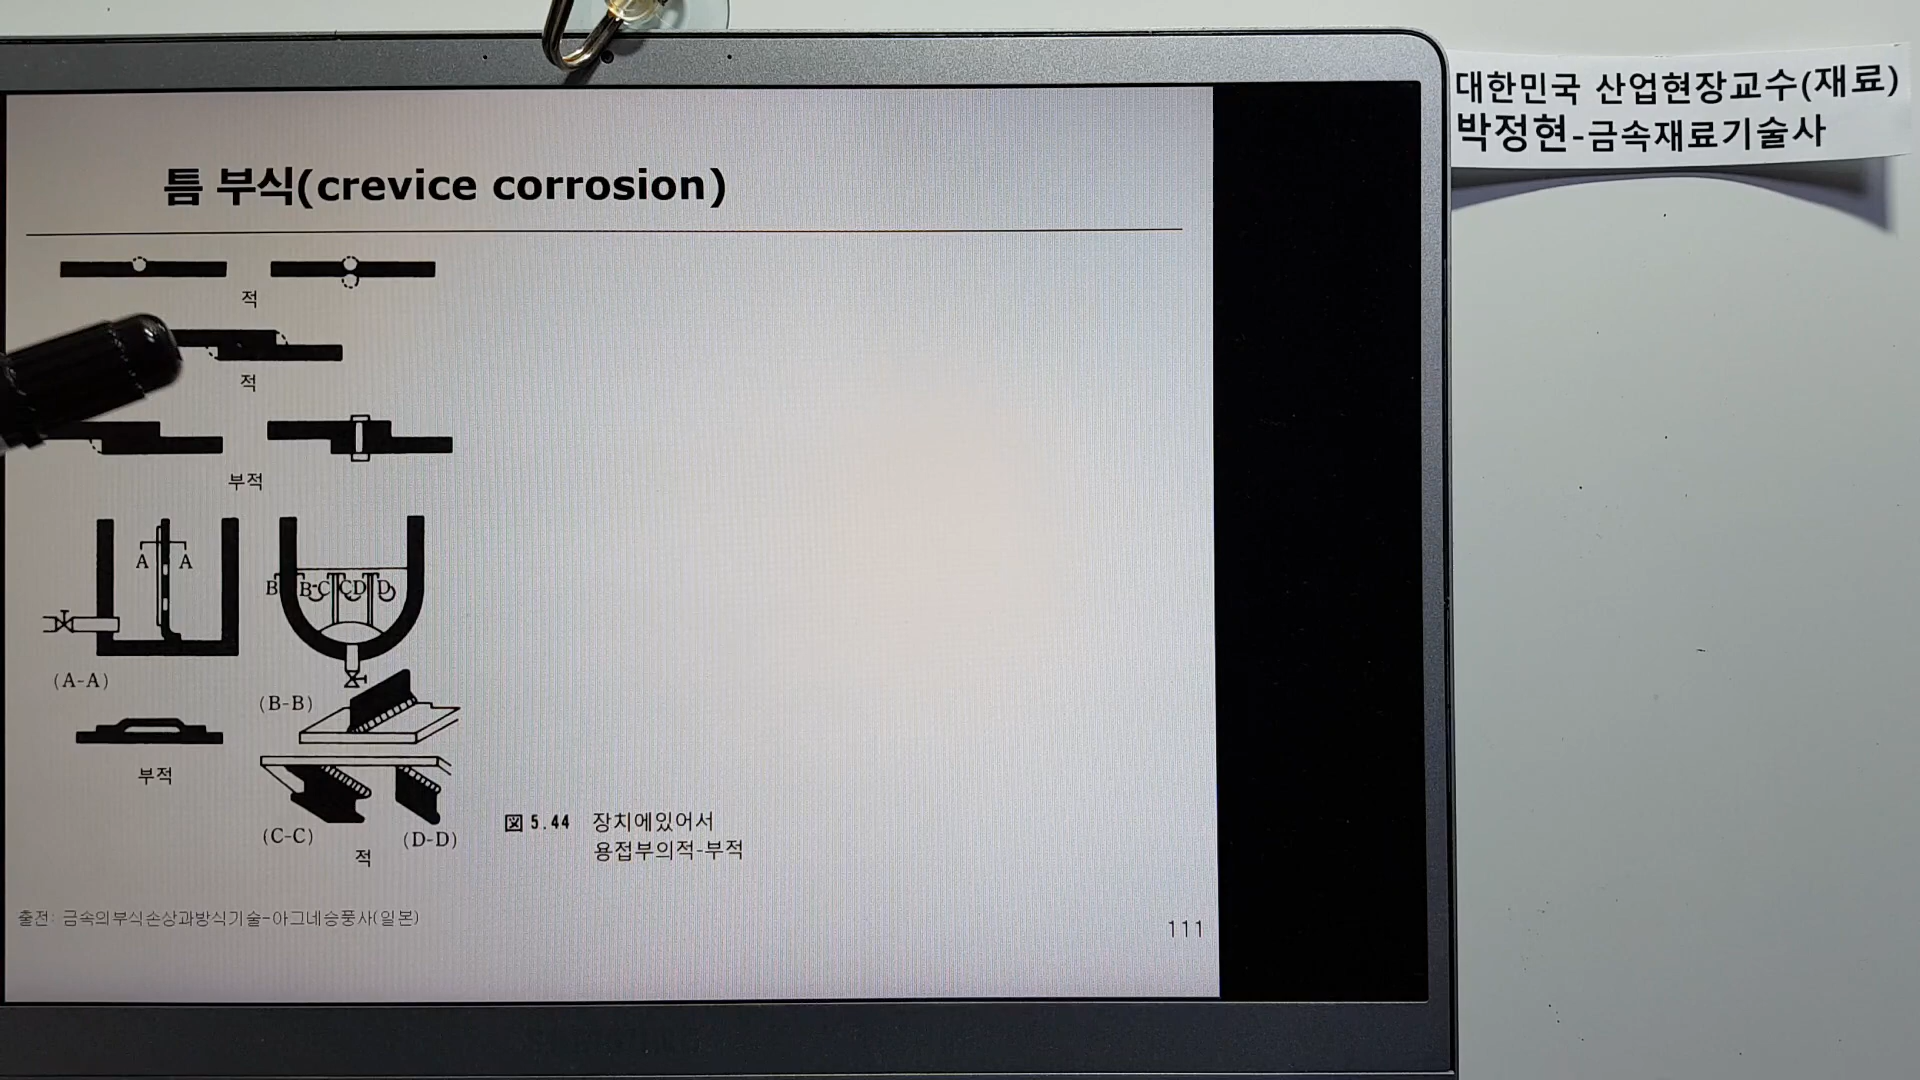 대한민국 산업현장교수(재료)
박정현-금속재료기술사
틈 부식(crevice corrosion)
적
적
부적
A A
B B-C CD D
(A-A)
(B-B)
부적
(C-C) (D-D)
적
図 5.44 장치에있어서
용접부의적-부적
출전: 금속의부식손상과방식기술-아그네승풍사(일본)
111